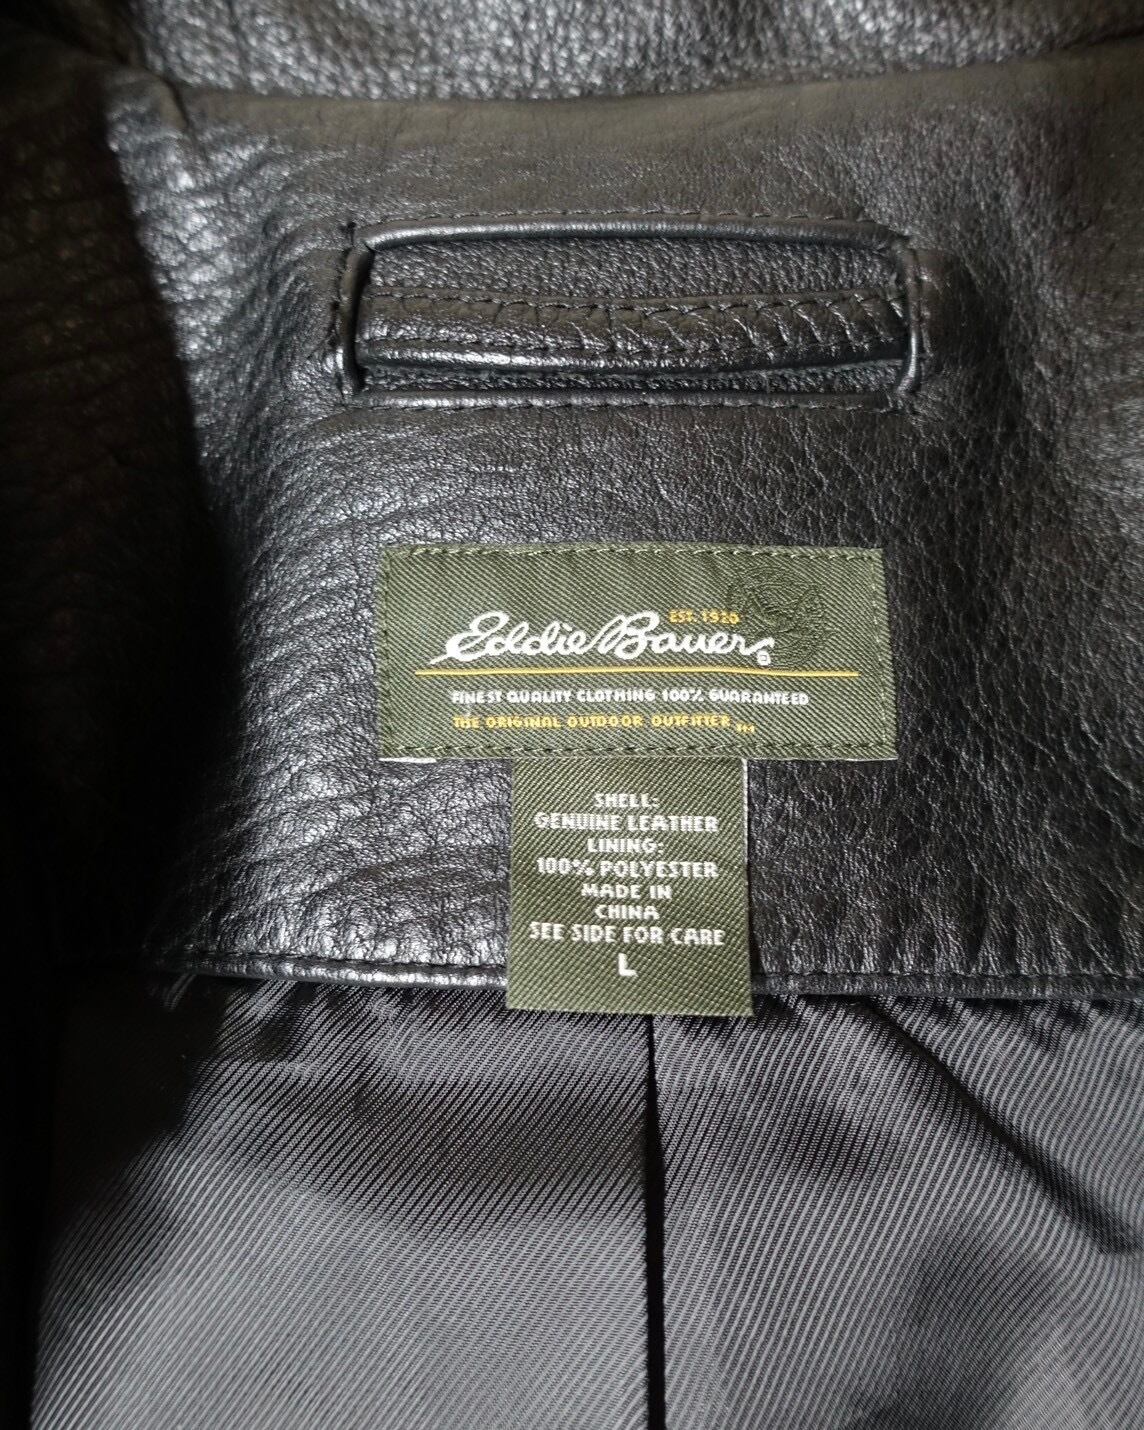 EST. 1920
Eddie Bauer
FINEST QUALITY CLOTHING 100% GUARANTEED
THE ORIGINAL OUTDOOR OUTFITTER TM
SHELL:
GENUINE LEATHER
LINING:
100% POLYESTER
MADE IN
CHINA
SEE SIDE FOR CARE
L